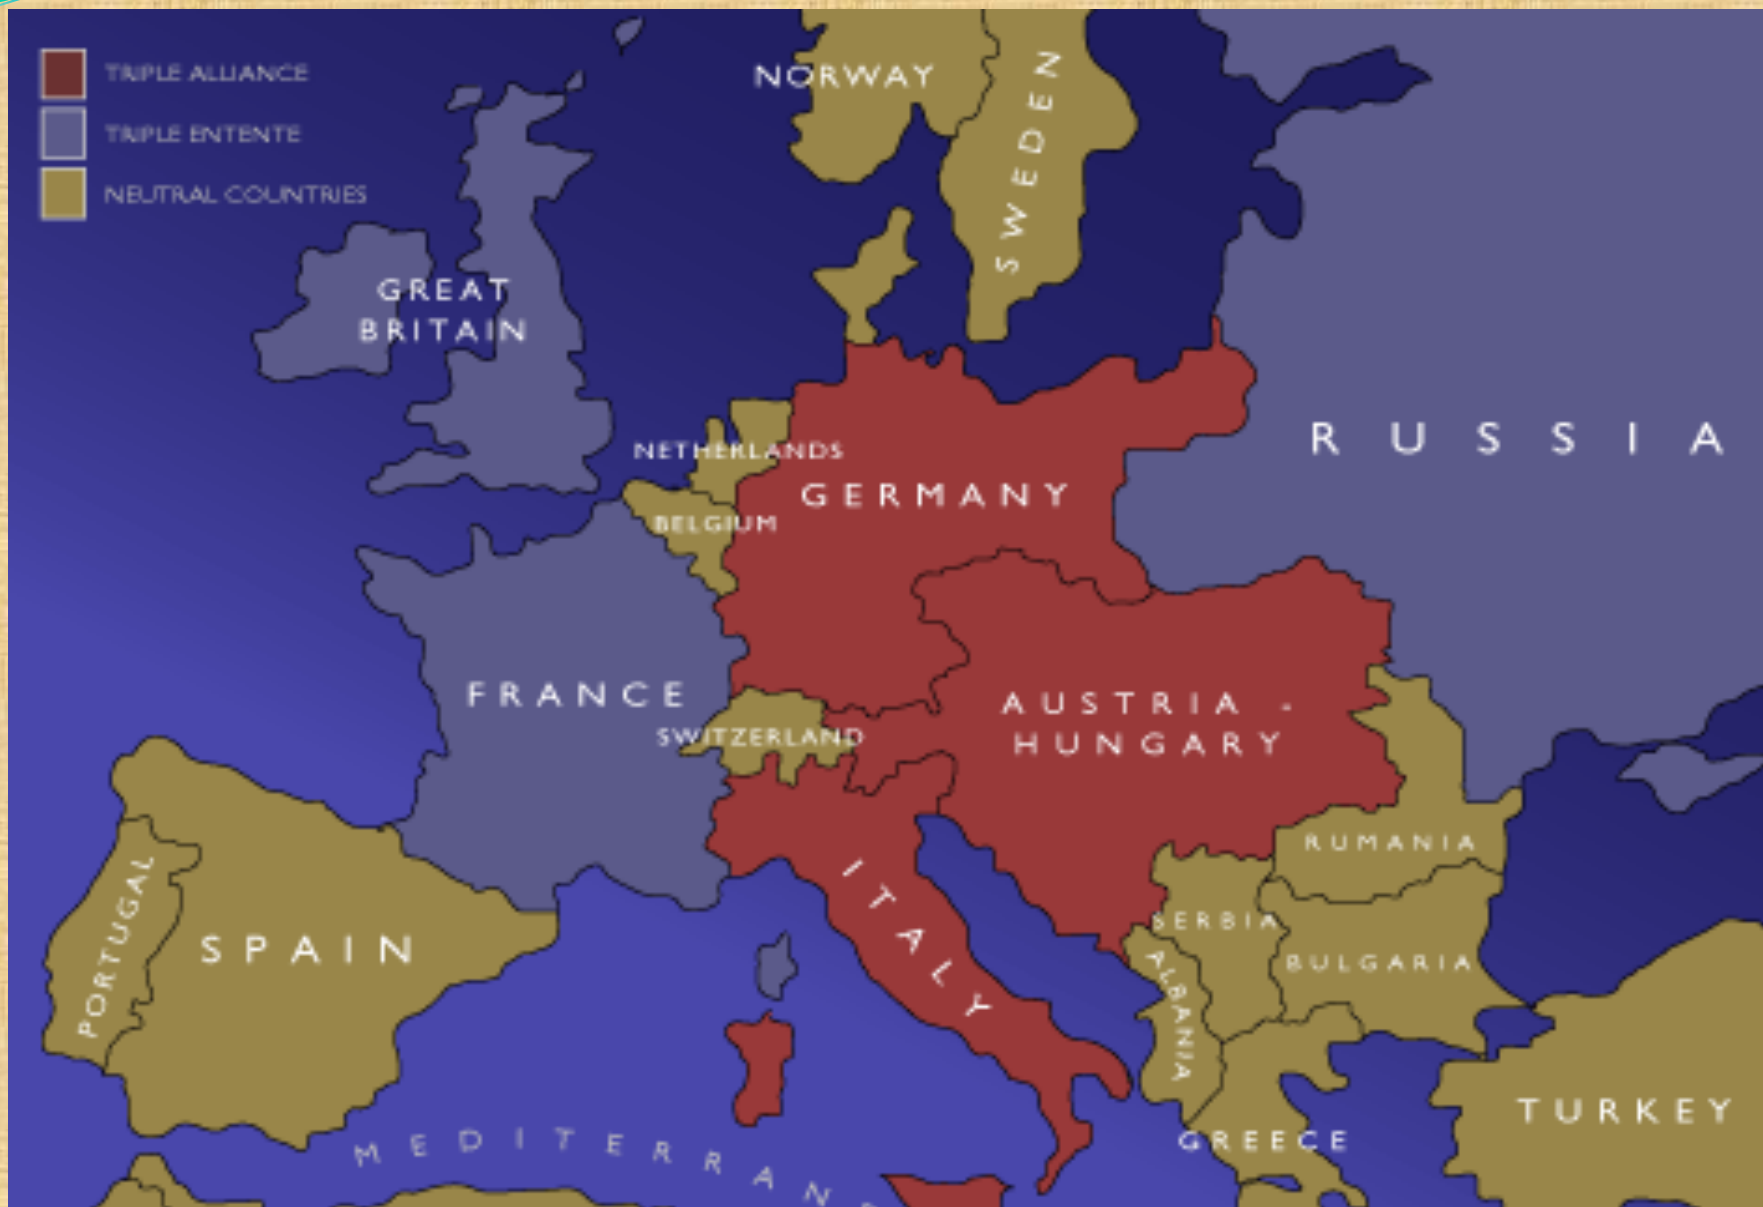 TRIPLE ALLIANCE
TRIPLE ENTENTE
NEUTRAL COUNTRIES
NORWAY
SWEDEN
GREAT
BRITAIN
NETHERLANDS
BELGIUM
GERMANY
RUSSIA
FRANCE
SWITZERLAND
AUSTRIA -
HUNGARY
ITALY
PORTUGAL
SPAIN
RUMANIA
SERBIA
BULGARIA
ALBANIA
GREECE
TURKEY
MEDITERRAN